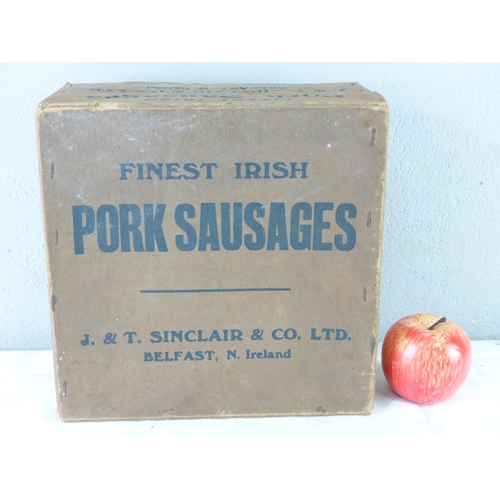 FINEST IRISH
PORK SAUSAGES
J. & T. SINCLAIR & CO. LTD.
BELFAST, N. Ireland